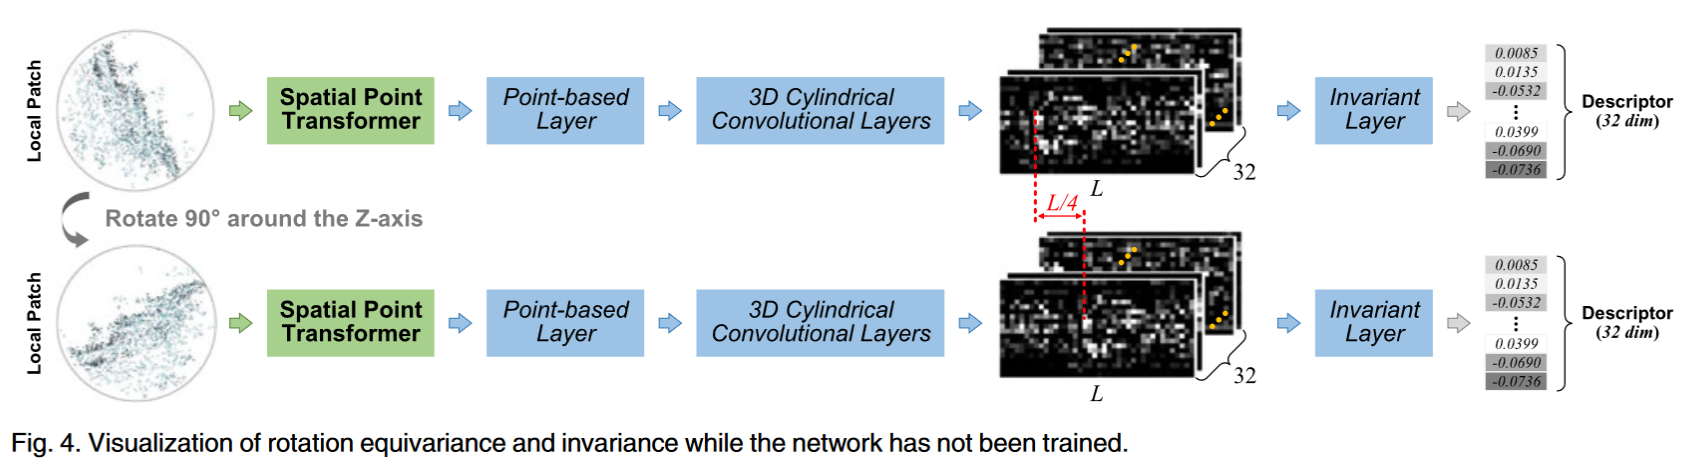 Local Patch
Spatial Point
Transformer
Point-based
Layer
3D Cylindrical
Convolutional Layers
L
32
Invariant
Layer
0.0085
0.0135
-0.0532
0.0399
-0.0690
-0.0736
Descriptor
(32 dim)
Rotate 90° around the Z-axis
L/4
Local Patch
Spatial Point
Transformer
Point-based
Layer
3D Cylindrical
Convolutional Layers
L
32
Invariant
Layer
0.0085
0.0135
-0.0532
0.0399
-0.0690
-0.0736
Descriptor
(32 dim)
Fig. 4. Visualization of rotation equivariance and invariance while the network has not been trained.